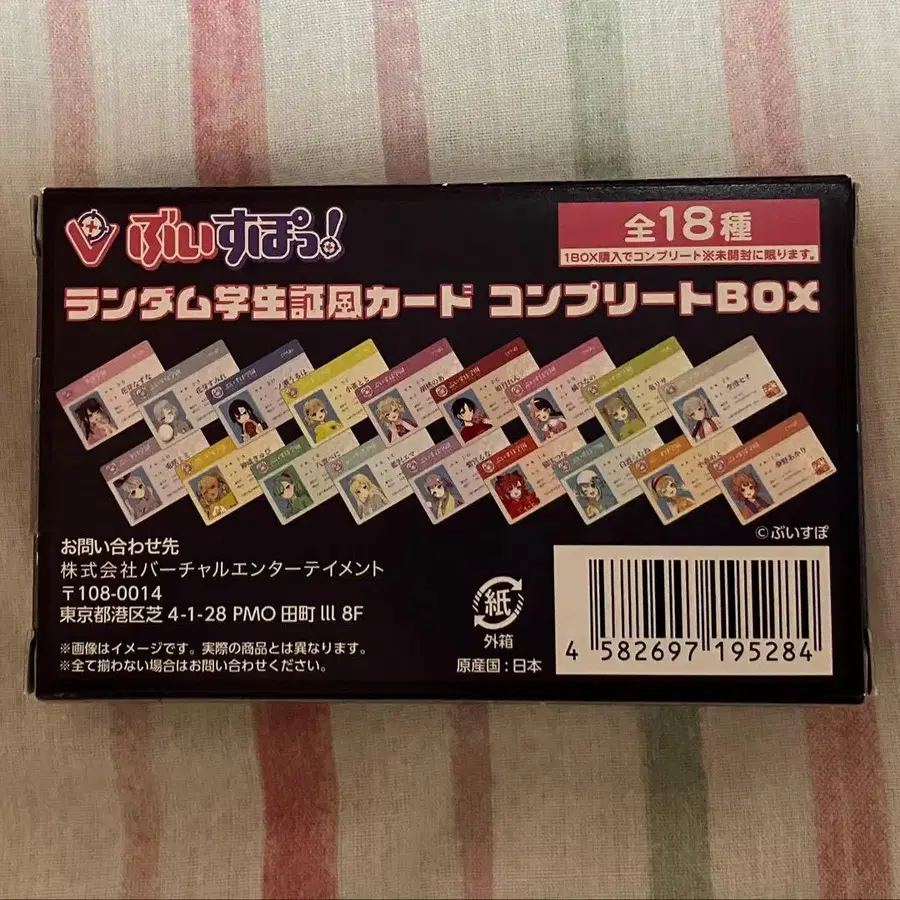 V ぶいすぽっ!
全18種
1BOX購入でコンプリート※未開封に限ります。
ランダム学生証風カード コンプリートBOX
©ぶいすぽ
お問い合わせ先
株式会社バーチャルエンターテイメント
〒108-0014
東京都港区芝 4-1-28 PMO 田町 lll 8F
※画像はイメージです。実際の商品とは異なります。
※全て揃わない場合はお問い合わせください。
紙
外箱
原産国:日本
4 582697 195284